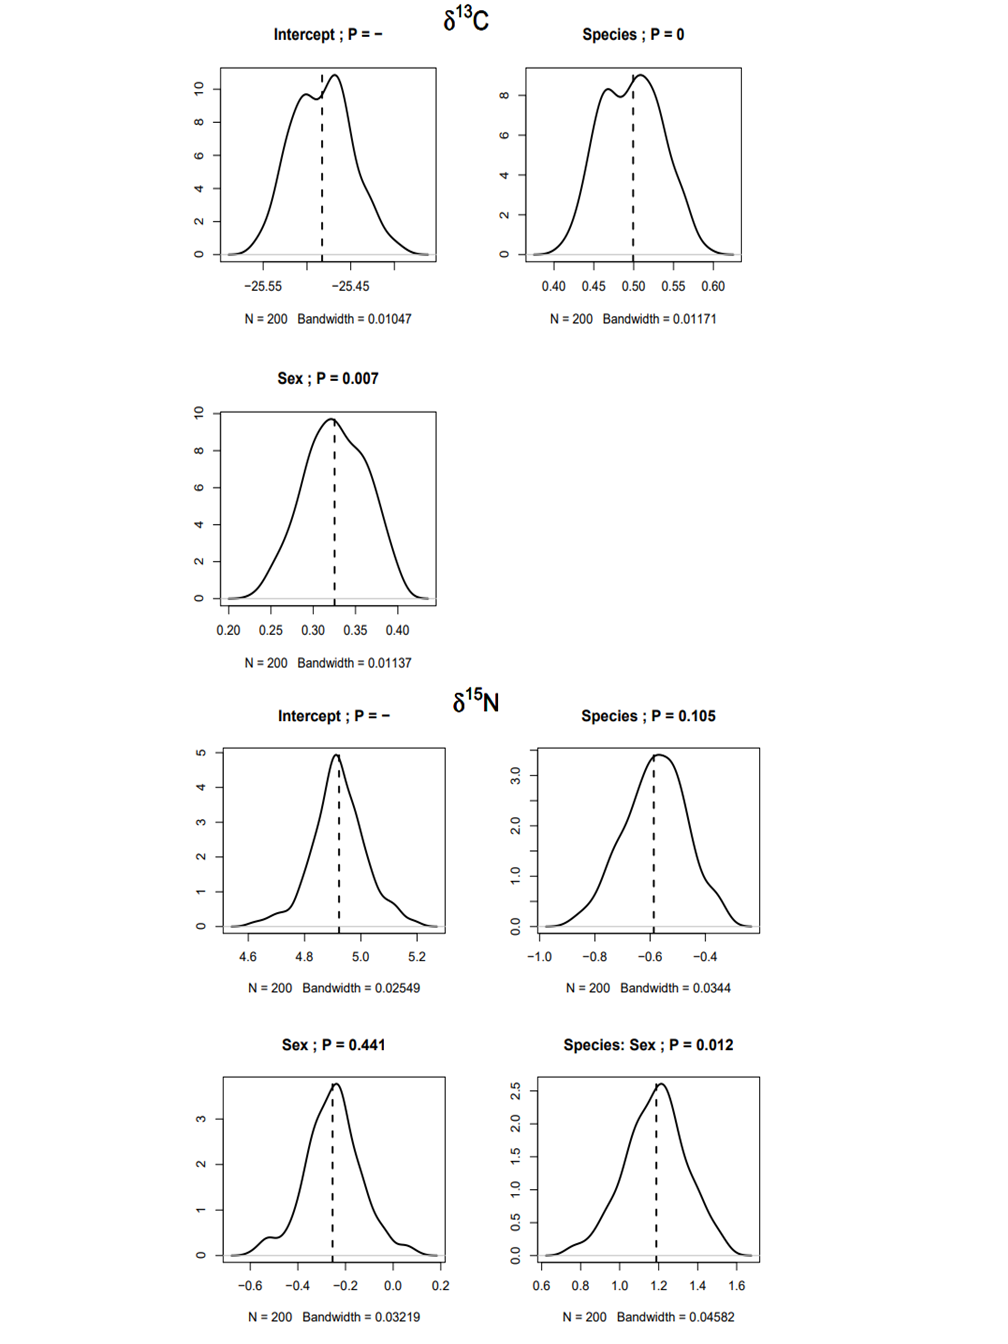 δ13C
Intercept ; P = −
Species ; P = 0
0 2 4 6 8 10
0 2 4 6 8
−25.55 −25.45
0.40 0.45 0.50 0.55 0.60
N = 200 Bandwidth = 0.01047
N = 200 Bandwidth = 0.01171
Sex ; P = 0.007
0 2 4 6 8 10
0.20 0.25 0.30 0.35 0.40
N = 200 Bandwidth = 0.01137
δ15N
Intercept ; P = −
Species ; P = 0.105
0 1 2 3 4 5
0.0 1.0 2.0 3.0
4.6 4.8 5.0 5.2
−1.0 −0.8 −0.6 −0.4
N = 200 Bandwidth = 0.02549
N = 200 Bandwidth = 0.0344
Sex ; P = 0.441
Species: Sex ; P = 0.012
0 1 2 3
0.0 0.5 1.0 1.5 2.0 2.5
−0.6 −0.4 −0.2 0.0 0.2
0.6 0.8 1.0 1.2 1.4 1.6
N = 200 Bandwidth = 0.03219
N = 200 Bandwidth = 0.04582